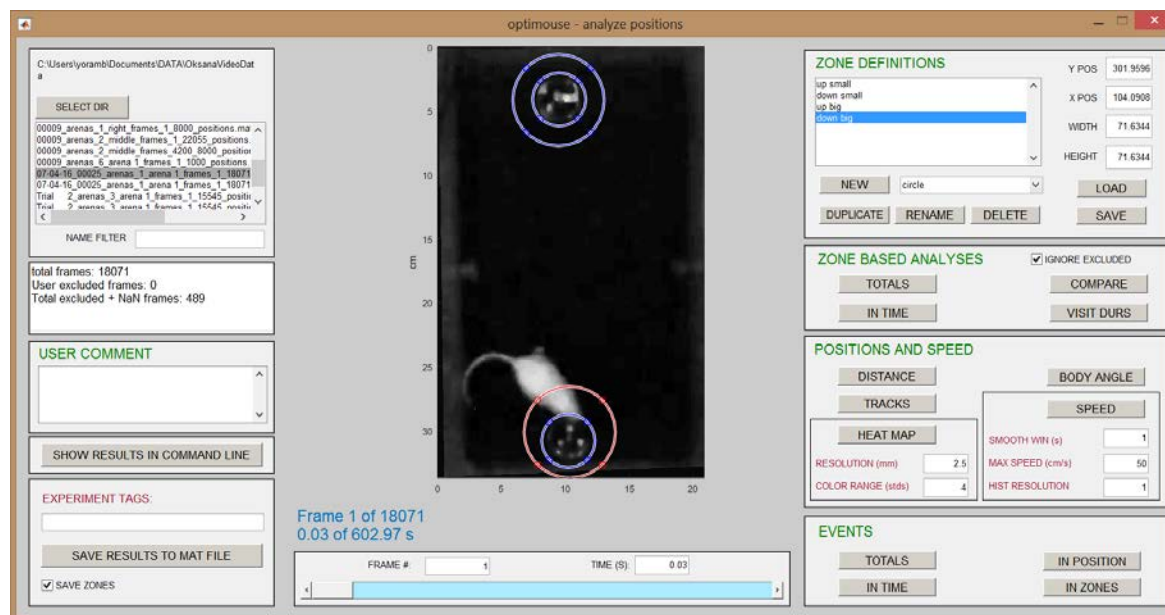 optimouse - analyze positions
C:\Users\yoramb\Documents\DATA\OksanaVideoDat
a
SELECT DIR
00009_arenas_1_right_frames_1_8000_positions.ma
00009_arenas_2_middle_frames_1_22055_positions.
00009_arenas_2_middle_frames_4200_8000_position
00009_arenas_6_arena 1_frames_1_1000_positions.
07-04-16_00025_arenas_1_arena 1_frames_1_18071
07-04-16_00025_arenas_1_arena 1_frames_1_18071
Trial 2_arenas_3_arena 1_frames_1_15545_positi
Trial 2_arenas_3_arena 1_frames_1_15545_positi
NAME FILTER
total frames: 18071
User excluded frames: 0
Total excluded + NaN frames: 489
USER COMMENT
SHOW RESULTS IN COMMAND LINE
EXPERIMENT TAGS:
SAVE RESULTS TO MAT FILE
SAVE ZONES
0
5
10
15
20
25
30
cm
0 5 10 15 20
Frame 1 of 18071
0.03 of 602.97 s
FRAME #: 1 TIME (S): 0.03
ZONE DEFINITIONS
up small
down small
up big
down big
Y POS 301.9596
X POS 104.0908
WIDTH 71.6344
HEIGHT 71.6344
NEW circle LOAD
DUPLICATE RENAME DELETE SAVE
ZONE BASED ANALYSES IGNORE EXCLUDED
TOTALS COMPARE
IN TIME VISIT DURS
POSITIONS AND SPEED
DISTANCE BODY ANGLE
TRACKS SPEED
HEAT MAP SMOOTH WIN (s) 1
RESOLUTION (mm) 2.5 MAX SPEED (cm/s) 50
COLOR RANGE (stds) 4 HIST RESOLUTION 1
EVENTS
TOTALS IN POSITION
IN TIME IN ZONES